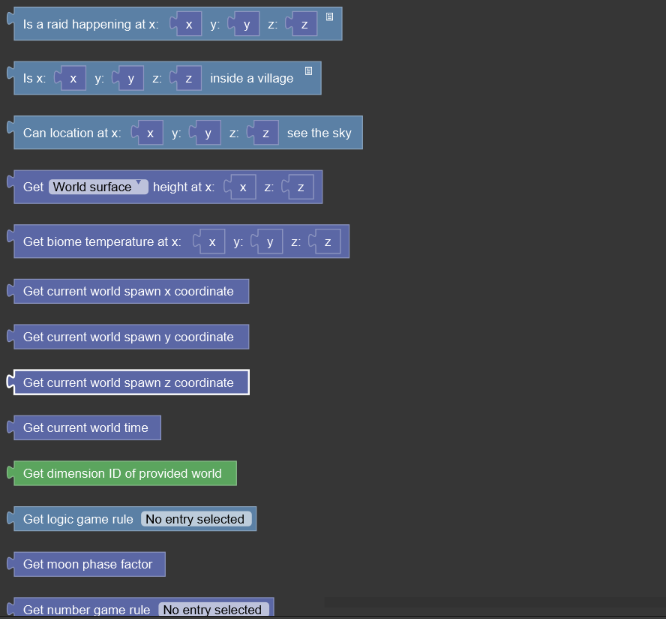 Is a raid happening at x: x y: y z: z
Is x: x y: y z: z inside a village
Can location at x: x y: y z: z see the sky
Get World surface height at x: x z: z
Get biome temperature at x: x y: y z: z
Get current world spawn x coordinate
Get current world spawn y coordinate
Get current world spawn z coordinate
Get current world time
Get dimension ID of provided world
Get logic game rule No entry selected
Get moon phase factor
Get number game rule No entry selected